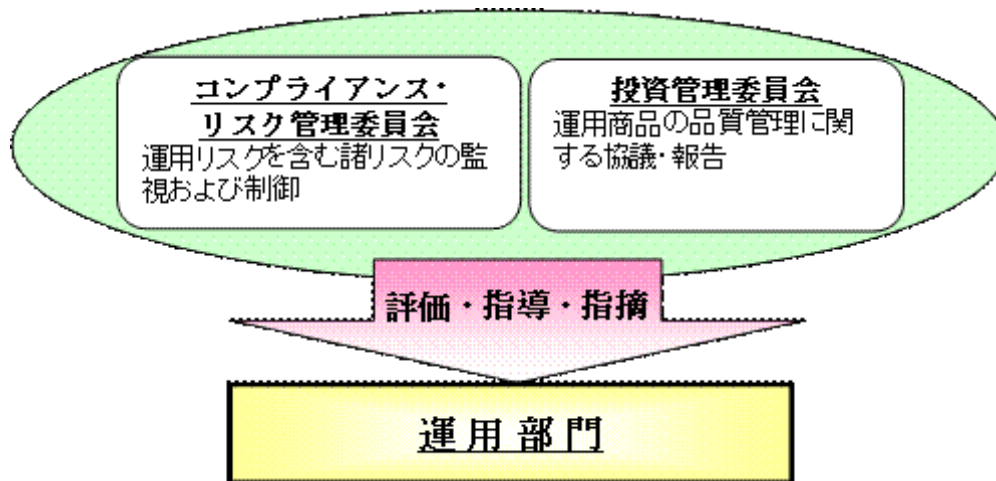 コンプライアンス・
リスク管理委員会
運用リスクを含む諸リスクの監
視および制御
投資管理委員会
運用商品の品質管理に関
する協議・報告
評価・指導・指摘
運用部門